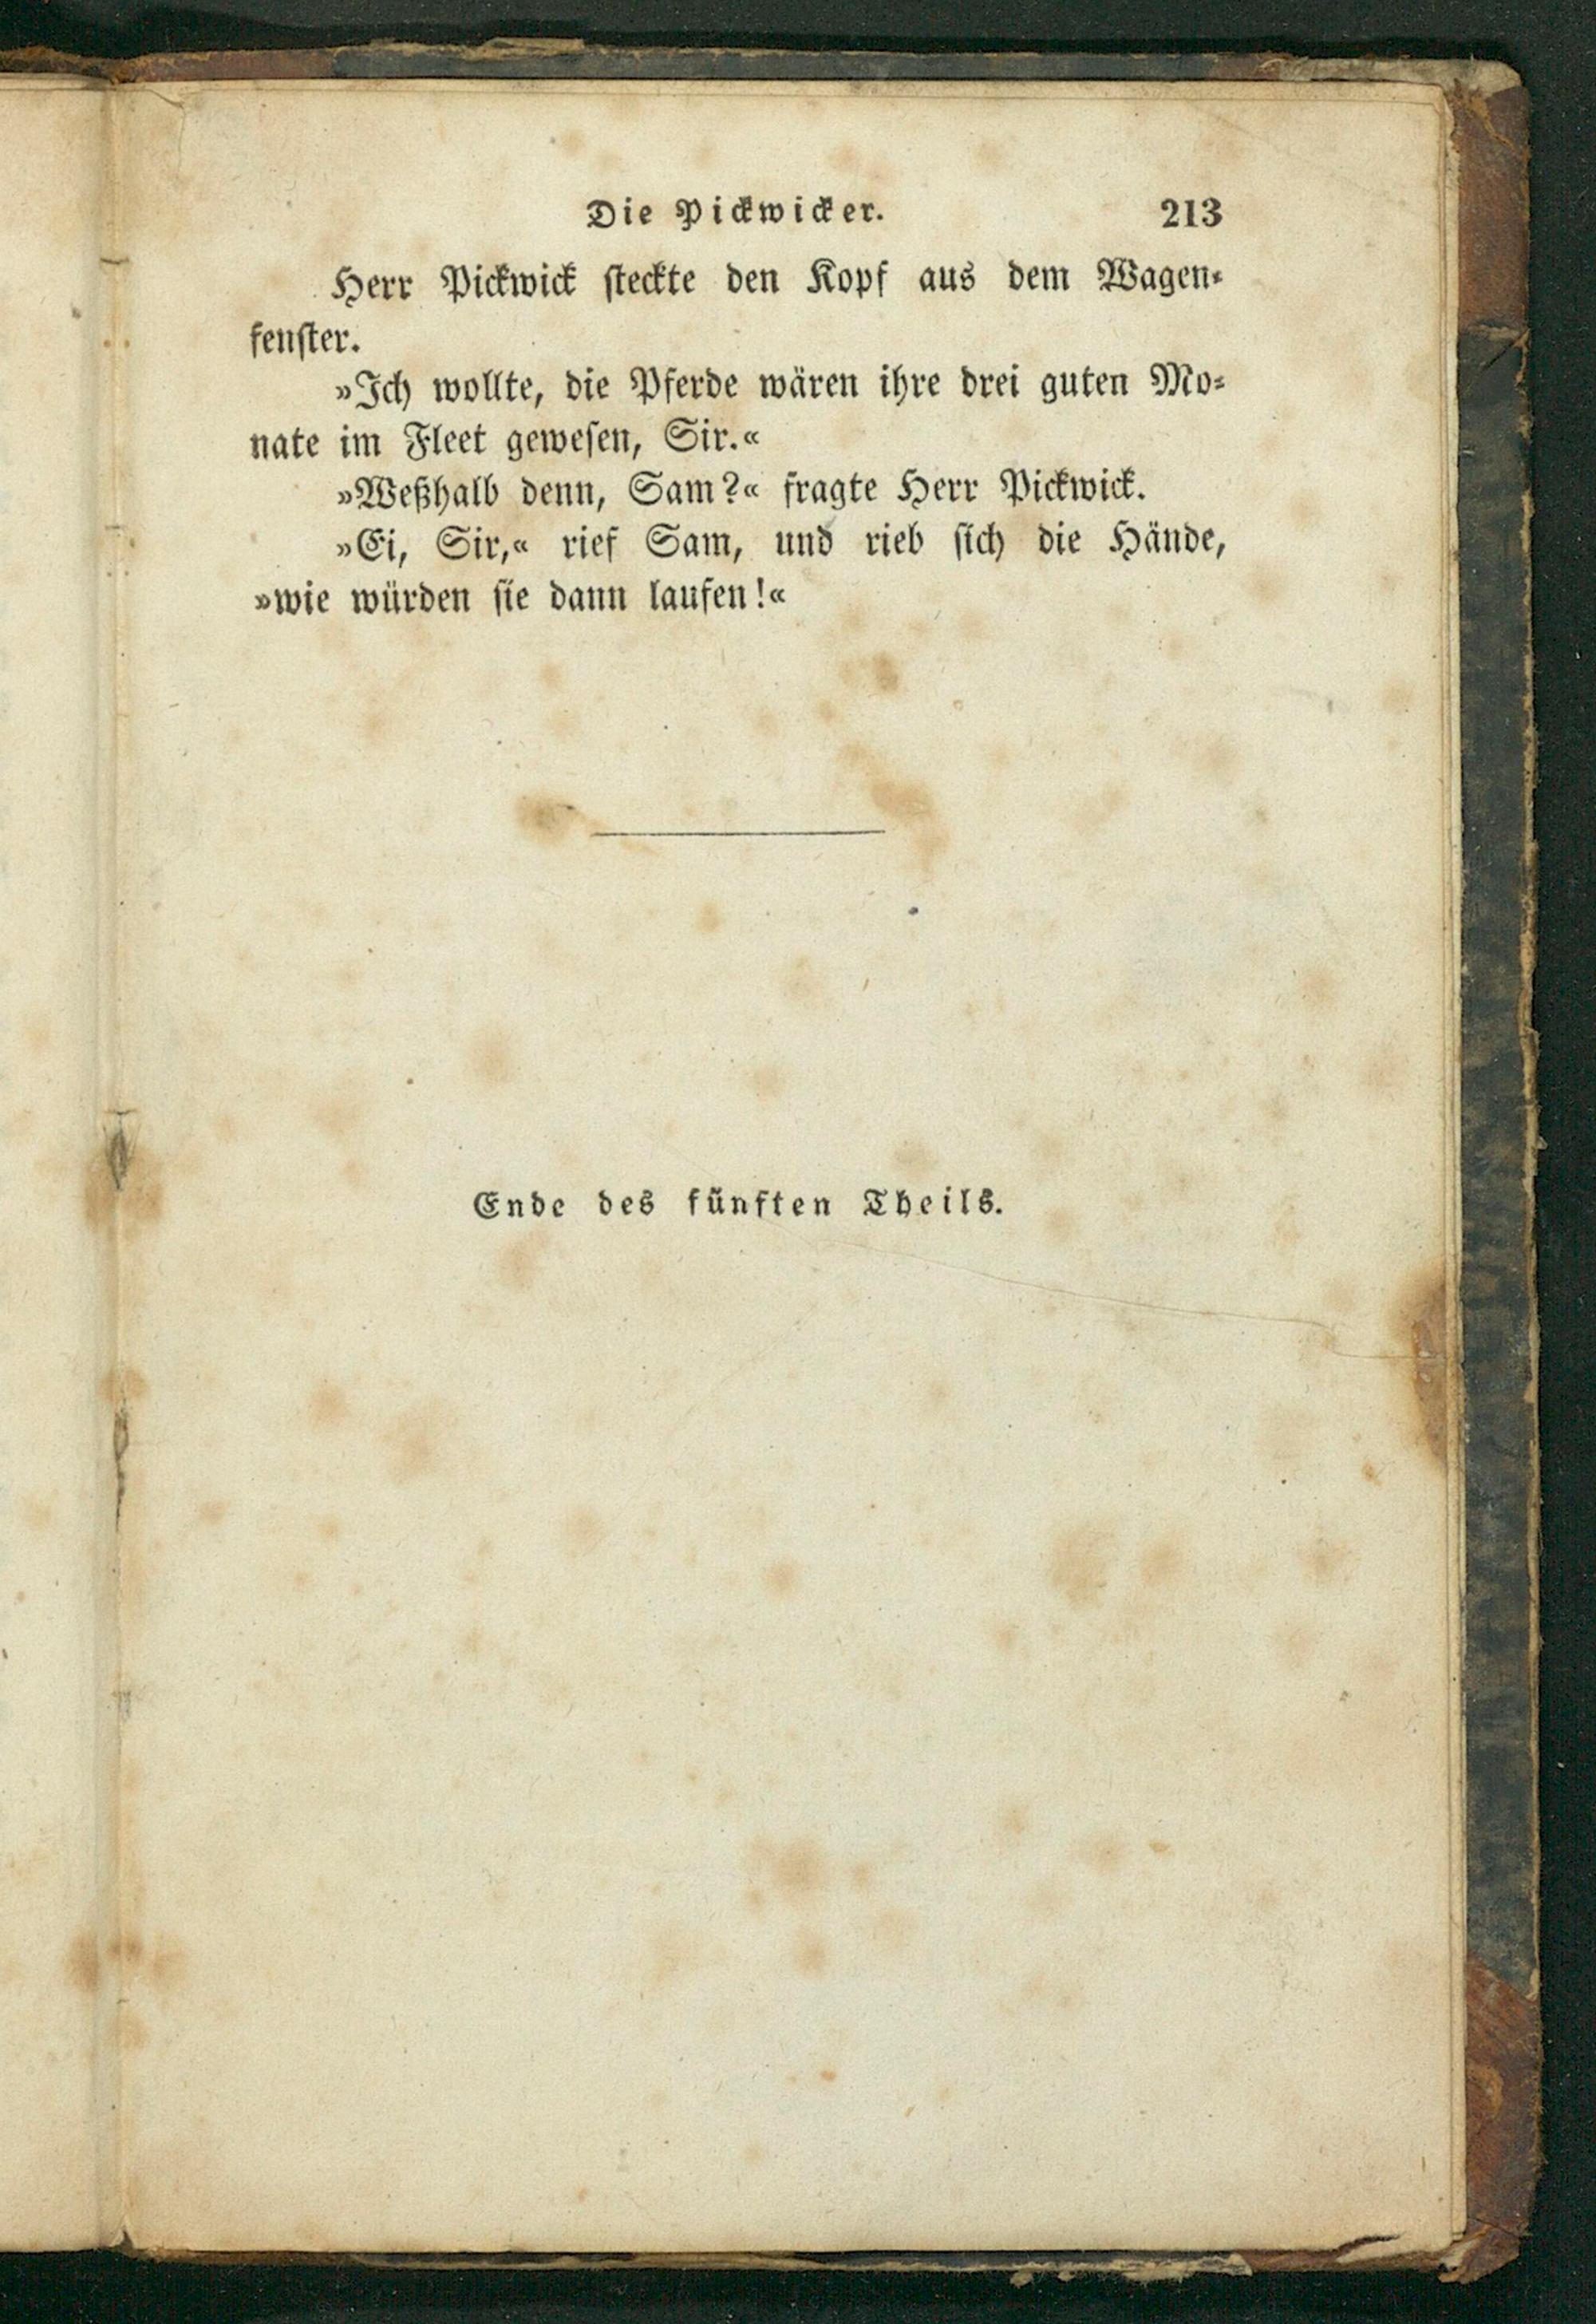 Die Pickwicker. 213
Herr Pickwick steckte den Kopf aus dem Wagen-
fenster.
»Ich wollte, die Pferde wären ihre drei guten Mo-
nate im Fleet gewesen, Sir.«
»Weßhalb denn, Sam?« fragte Herr Pickwick.
»Ei, Sir,« rief Sam, und rieb sich die Hände,
»wie würden sie dann laufen!«
Ende des fünften Theils.